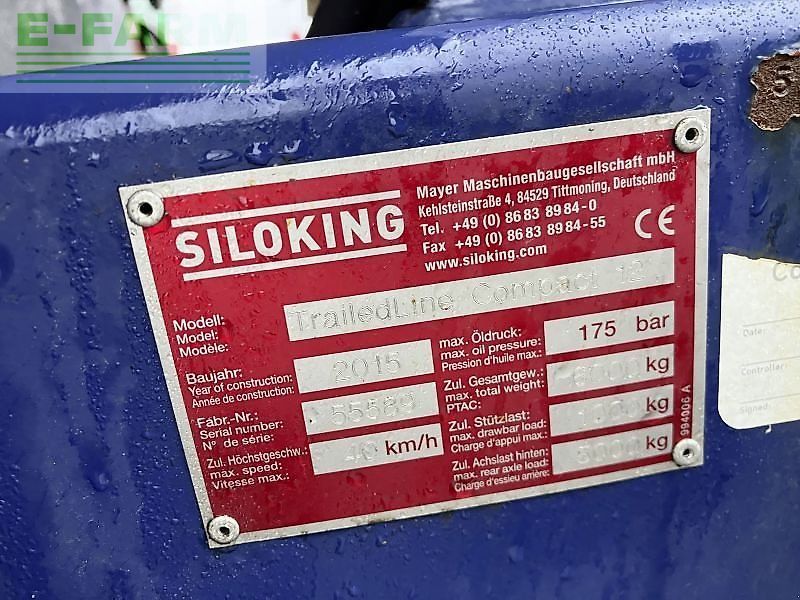 E-FARM
SILOKING
Mayer Maschinenbaugesellschaft mbH
Kehlsteinstraße 4, 84529 Tittmoning, Deutschland
Tel. +49 (0) 86 83 89 84-0
Fax +49 (0) 86 83 89 84-55
www.siloking.com
CE
Modell:
Model:
Modèle:
TrailedLine Compact 12
Baujahr:
Year of construction:
Année de construction:
2015
Fabr.-Nr.:
Serial number:
N° de série:
55589
Zul. Höchstgeschw.:
max. speed:
Vitesse max.:
40 km/h
max. Öldruck:
max. oil pressure:
Pression d'huile max.:
175 bar
Zul. Gesamtgew.:
max. total weight:
PTAC:
kg
Zul. Stützlast:
max. drawbar load:
Charge d'appui max.:
kg
Zul. Achslast hinten:
max. rear axle load:
Charge d'essieu arrière:
kg
994006 A
Date:
Controller:
Signed: